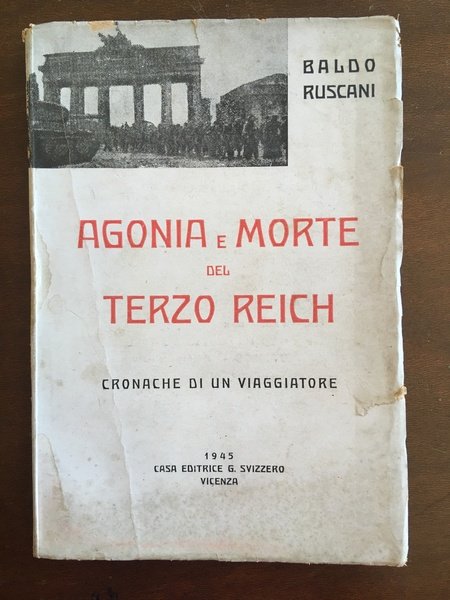 BALDO
RUSCANI
AGONIA E MORTE
DEL
TERZO REICH
CRONACHE DI UN VIAGGIATORE
1945
CASA EDITRICE G. SVIZZERO
VICENZA